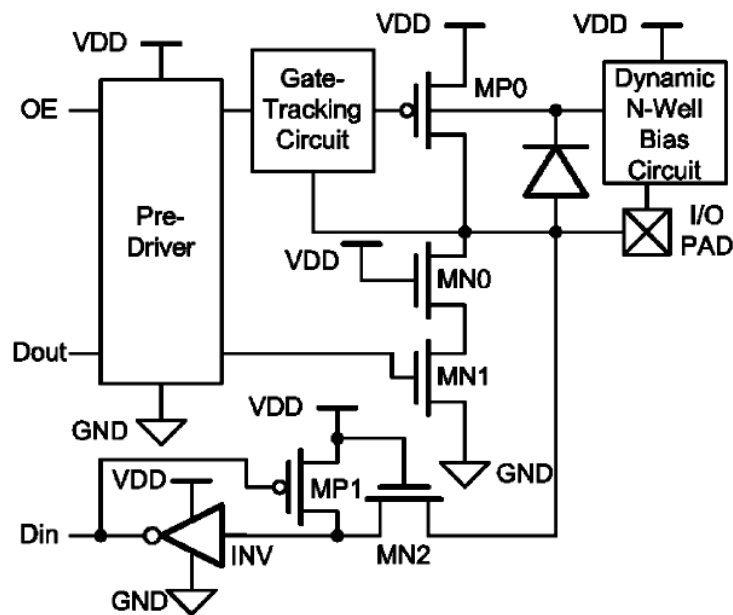 VDD
VDD
VDD
OE
Gate-
Tracking
Circuit
MP0
Dynamic
N-Well
Bias
Circuit
Pre-
Driver
I/O
PAD
VDD
MN0
Dout
MN1
GND
VDD
GND
VDD
MP1
Din
INV
MN2
GND